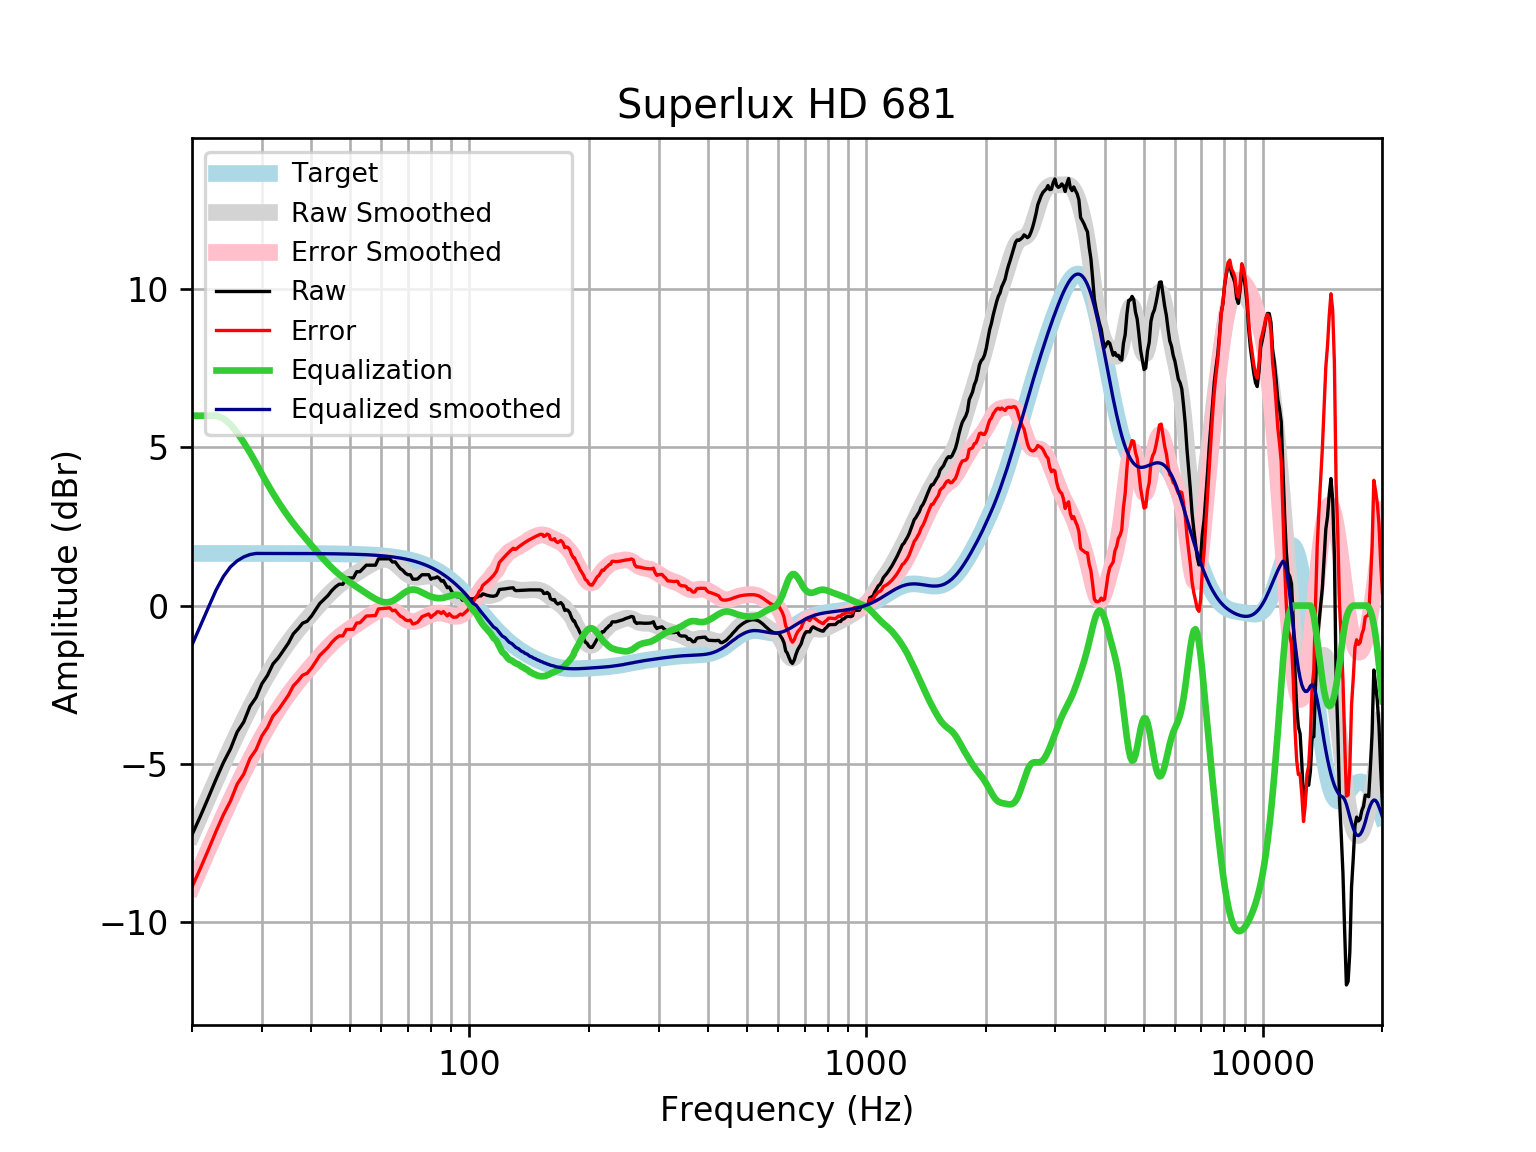 Superlux HD 681
Target
Raw Smoothed
Error Smoothed
Raw
Error
Equalization
Equalized smoothed
10
5
0
−5
−10
Amplitude (dBr)
100 1000 10000
Frequency (Hz)